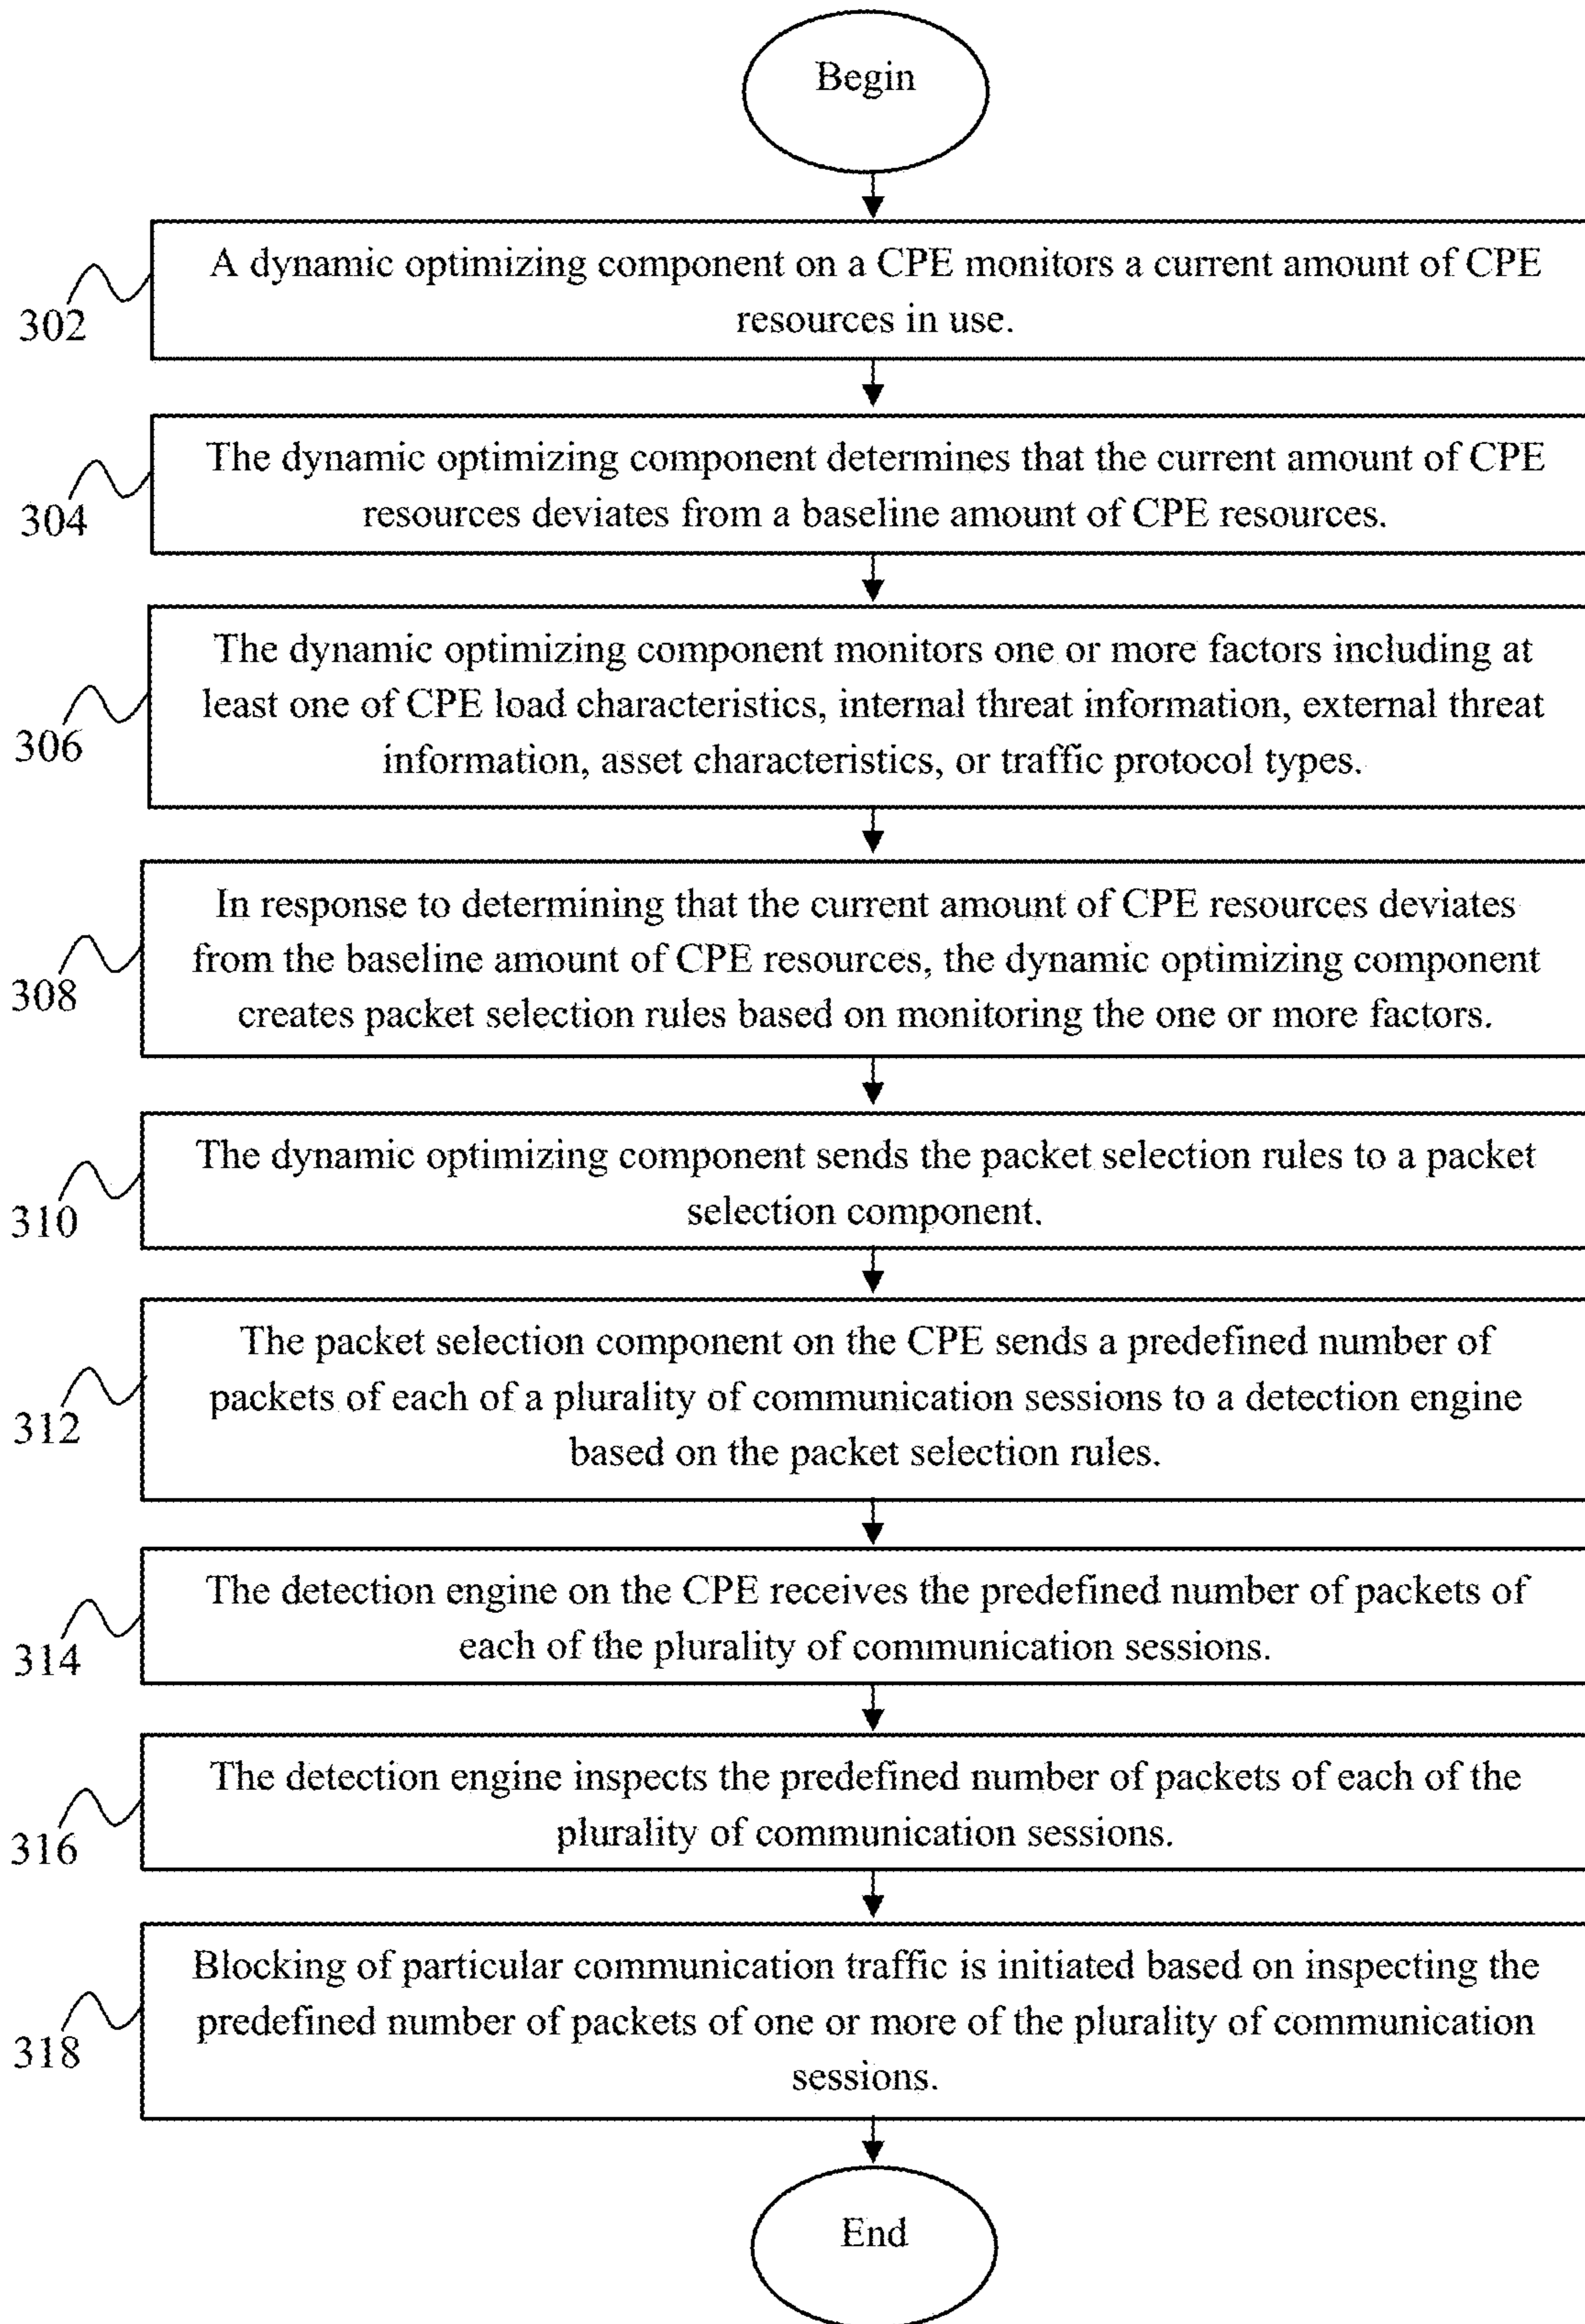 Begin
A dynamic optimizing component on a CPE monitors a current amount of CPE
resources in use.
302
The dynamic optimizing component determines that the current amount of CPE
resources deviates from a baseline amount of CPE resources.
304
The dynamic optimizing component monitors one or more factors including at
least one of CPE load characteristics, internal threat information, external threat
information, asset characteristics, or traffic protocol types.
306
In response to determining that the current amount of CPE resources deviates
from the baseline amount of CPE resources, the dynamic optimizing component
creates packet selection rules based on monitoring the one or more factors.
308
The dynamic optimizing component sends the packet selection rules to a packet
selection component.
310
The packet selection component on the CPE sends a predefined number of
packets of each of a plurality of communication sessions to a detection engine
based on the packet selection rules.
312
The detection engine on the CPE receives the predefined number of packets of
each of the plurality of communication sessions.
314
The detection engine inspects the predefined number of packets of each of the
plurality of communication sessions.
316
Blocking of particular communication traffic is initiated based on inspecting the
predefined number of packets of one or more of the plurality of communication
sessions.
318
End